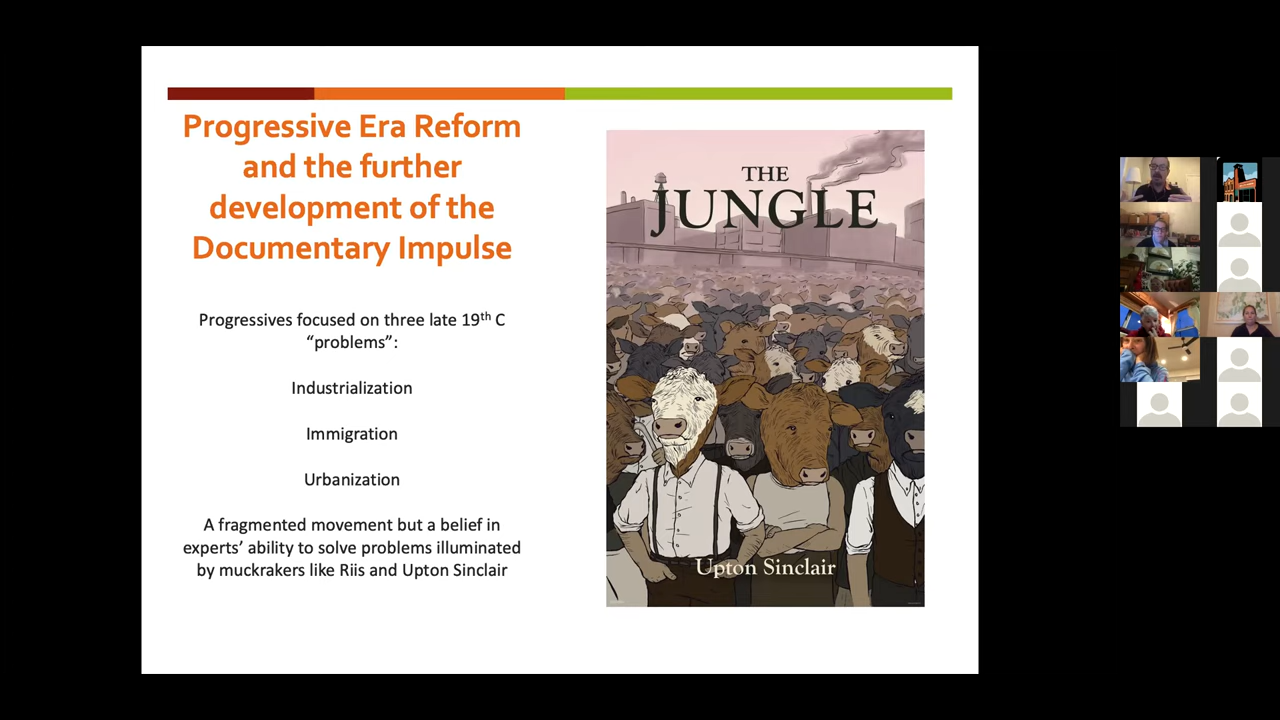 Progressive Era Reform
and the further
development of the
Documentary Impulse
Progressives focused on three late 19th C
“problems”:
Industrialization
Immigration
Urbanization
A fragmented movement but a belief in
experts’ ability to solve problems illuminated
by muckrakers like Riis and Upton Sinclair
THE
JUNGLE
Upton Sinclair